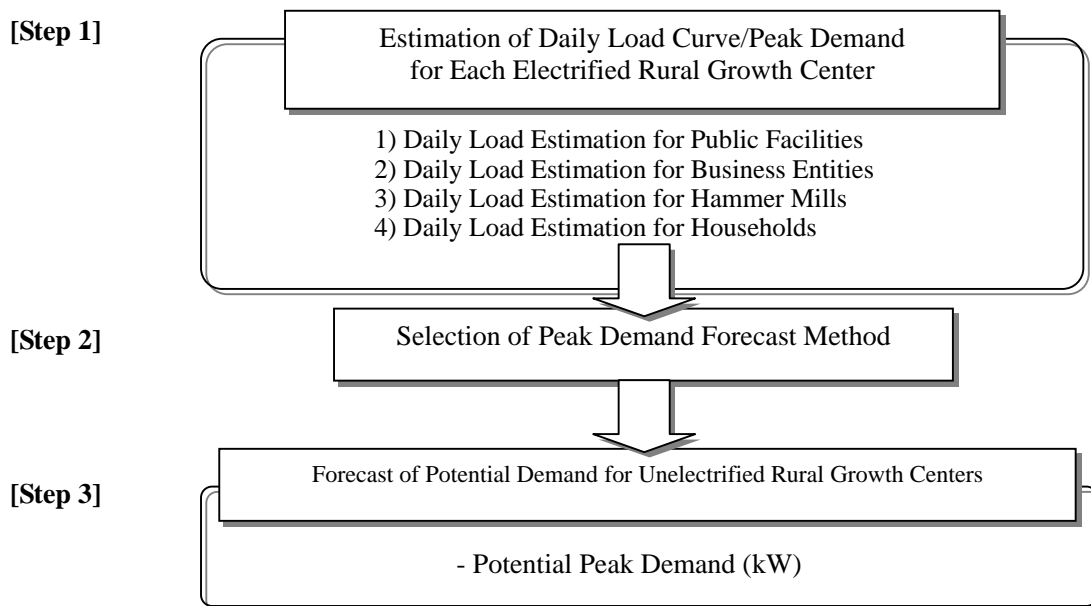 [Step 1]
Estimation of Daily Load Curve/Peak Demand
for Each Electrified Rural Growth Center
1) Daily Load Estimation for Public Facilities
2) Daily Load Estimation for Business Entities
3) Daily Load Estimation for Hammer Mills
4) Daily Load Estimation for Households
[Step 2]
Selection of Peak Demand Forecast Method
[Step 3]
Forecast of Potential Demand for Unelectrified Rural Growth Centers
- Potential Peak Demand (kW)